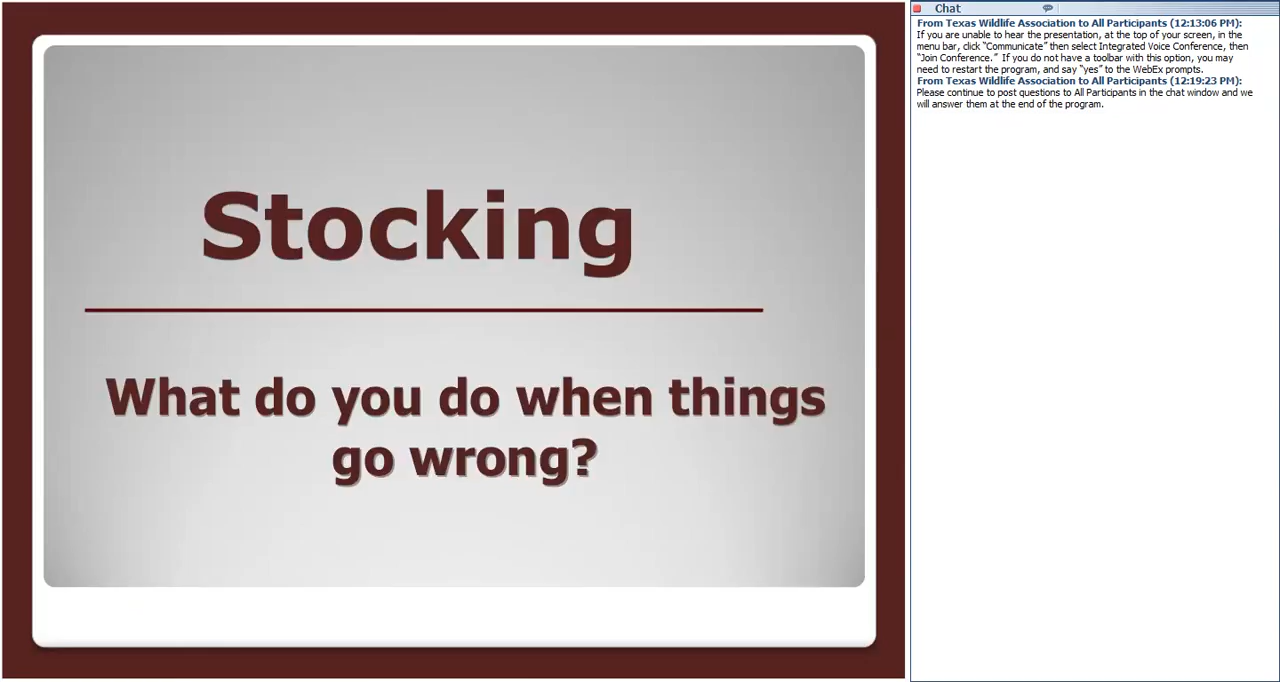 Stocking
What do you do when things
go wrong?
Chat
From Texas Wildlife Association to All Participants (12:13:06 PM):
If you are unable to hear the presentation, at the top of your screen, in the
menu bar, click “Communicate” then select Integrated Voice Conference, then
“Join Conference.”  If you do not have a toolbar with this option, you may
need to restart the program, and say “yes” to the WebEx prompts.
From Texas Wildlife Association to All Participants (12:19:23 PM):
Please continue to post questions to All Participants in the chat window and we
will answer them at the end of the program.